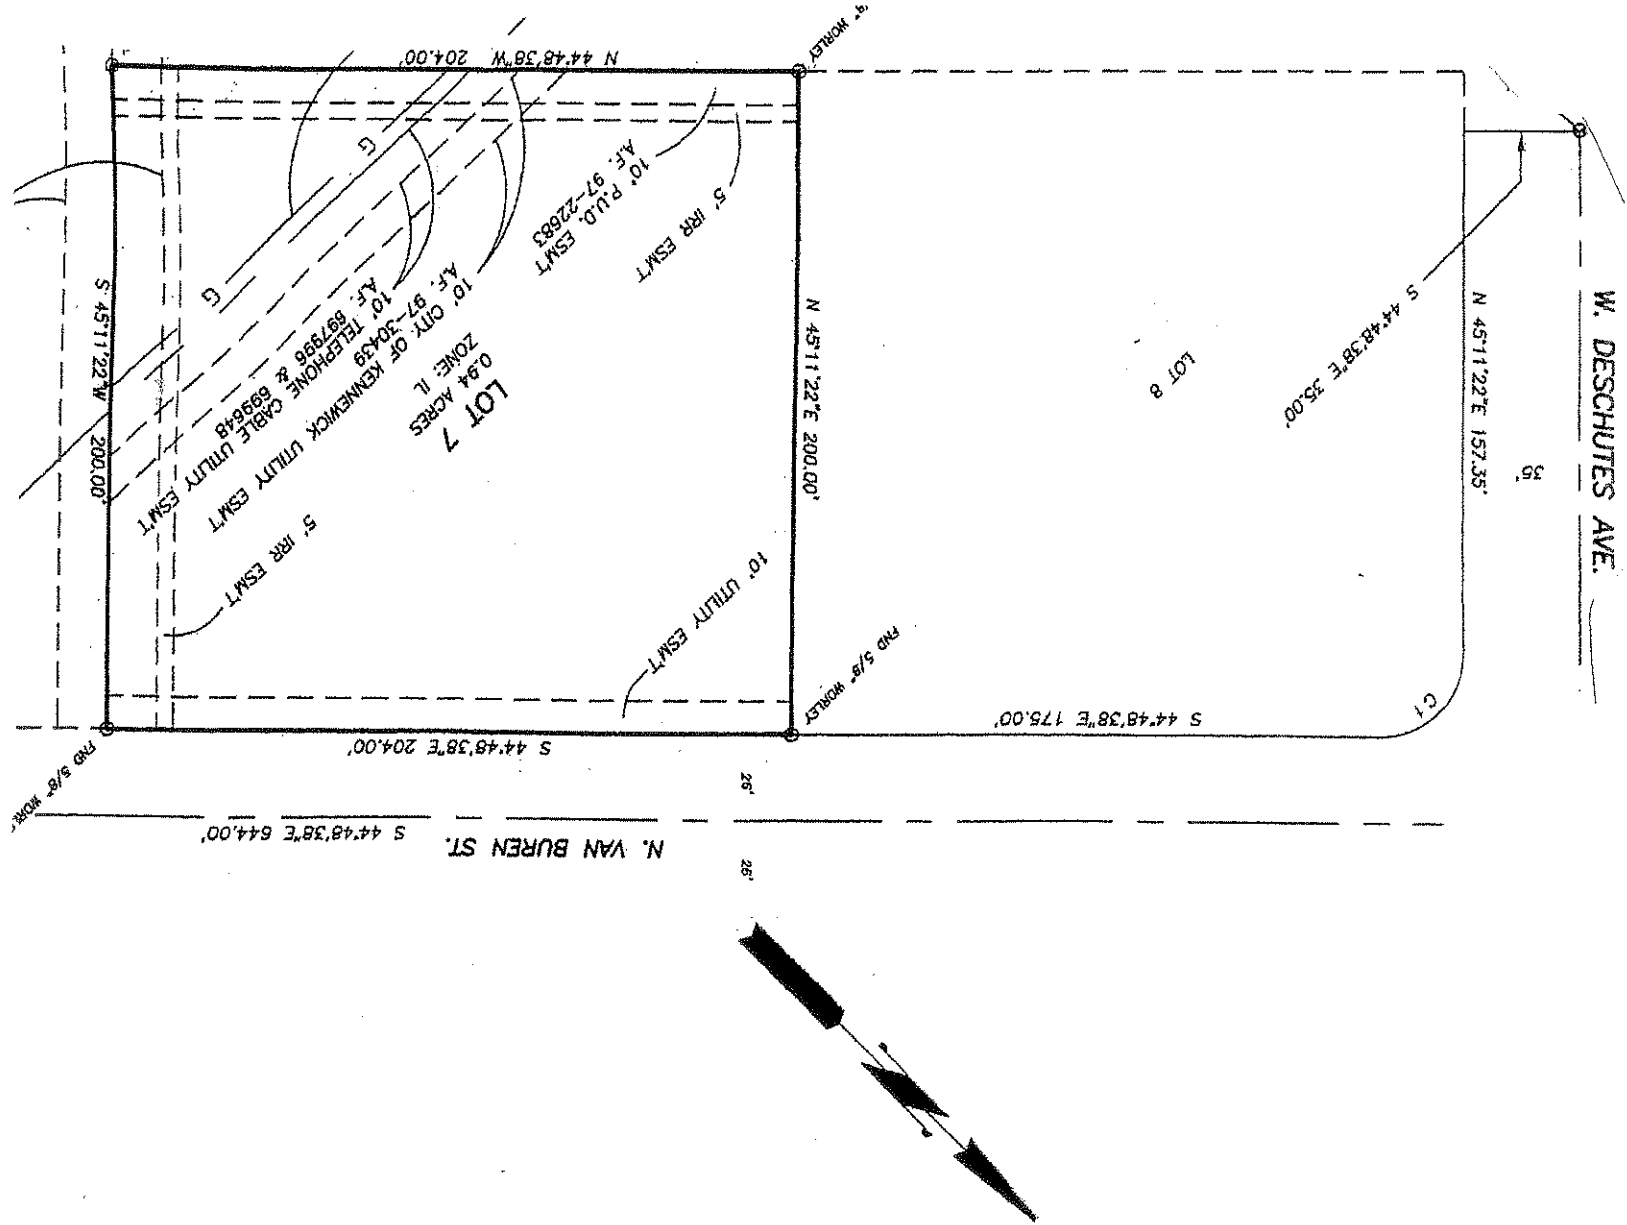 N 44°48'38"W 204.00'
WORLEY
G
G
10' P.U.D. ESM'T
A.F. 97-22683
5' IRR ESM'T
10' CITY OF KENNEWICK UTILITY ESM'T
A.F. 97-30439
10' TELEPHONE CABLE UTILITY ESM'T
A.F. 697996 & 699648
LOT 7
0.94 ACRES
ZONE: IL
5' IRR ESM'T
10' UTILITY ESM'T
S 45°11'22"W 200.00'
N 45°11'22"E 200.00'
LOT 8
S 44°48'38"E 35.00'
N 45°11'22"E 157.35'
35'
W. DESCHUTES AVE.
C1
FND 5/8" WORLEY
S 44°48'38"E 175.00'
S 44°48'38"E 204.00'
FND 5/8"
S 44°48'38"E 644.00'
N. VAN BUREN ST.
25'
25'